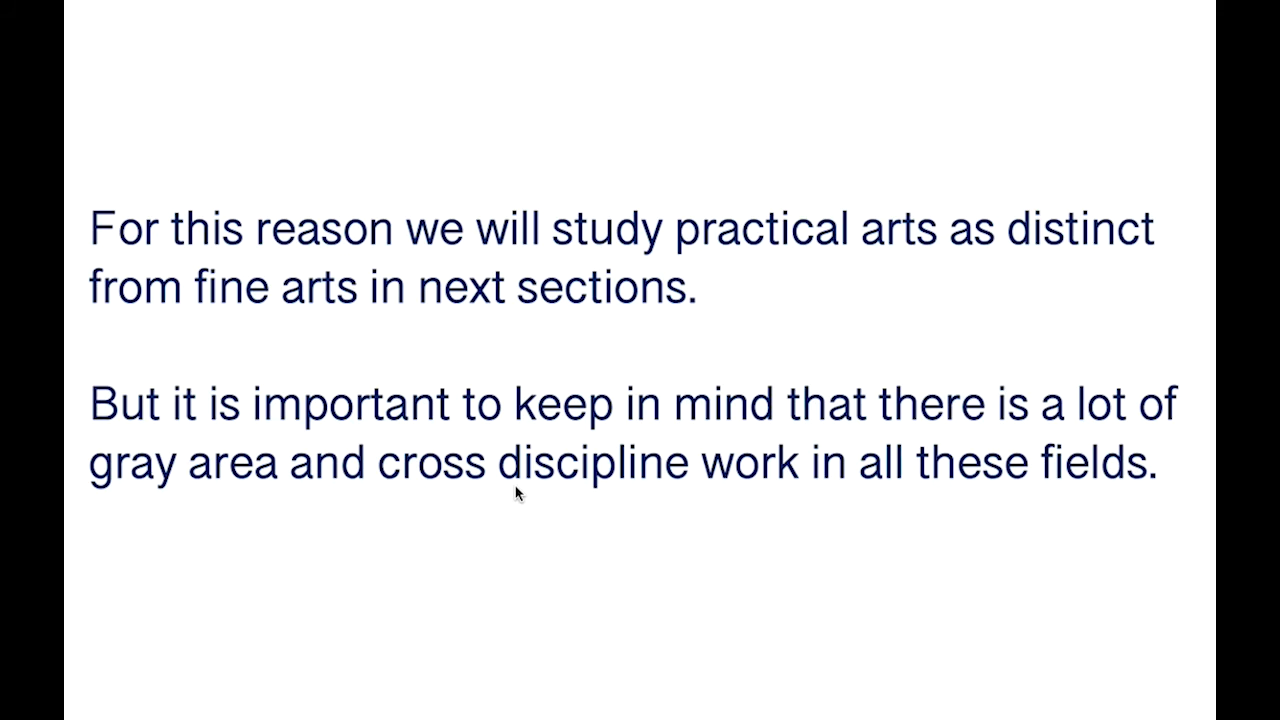 For this reason we will study practical arts as distinct
from fine arts in next sections.
But it is important to keep in mind that there is a lot of
gray area and cross discipline work in all these fields.